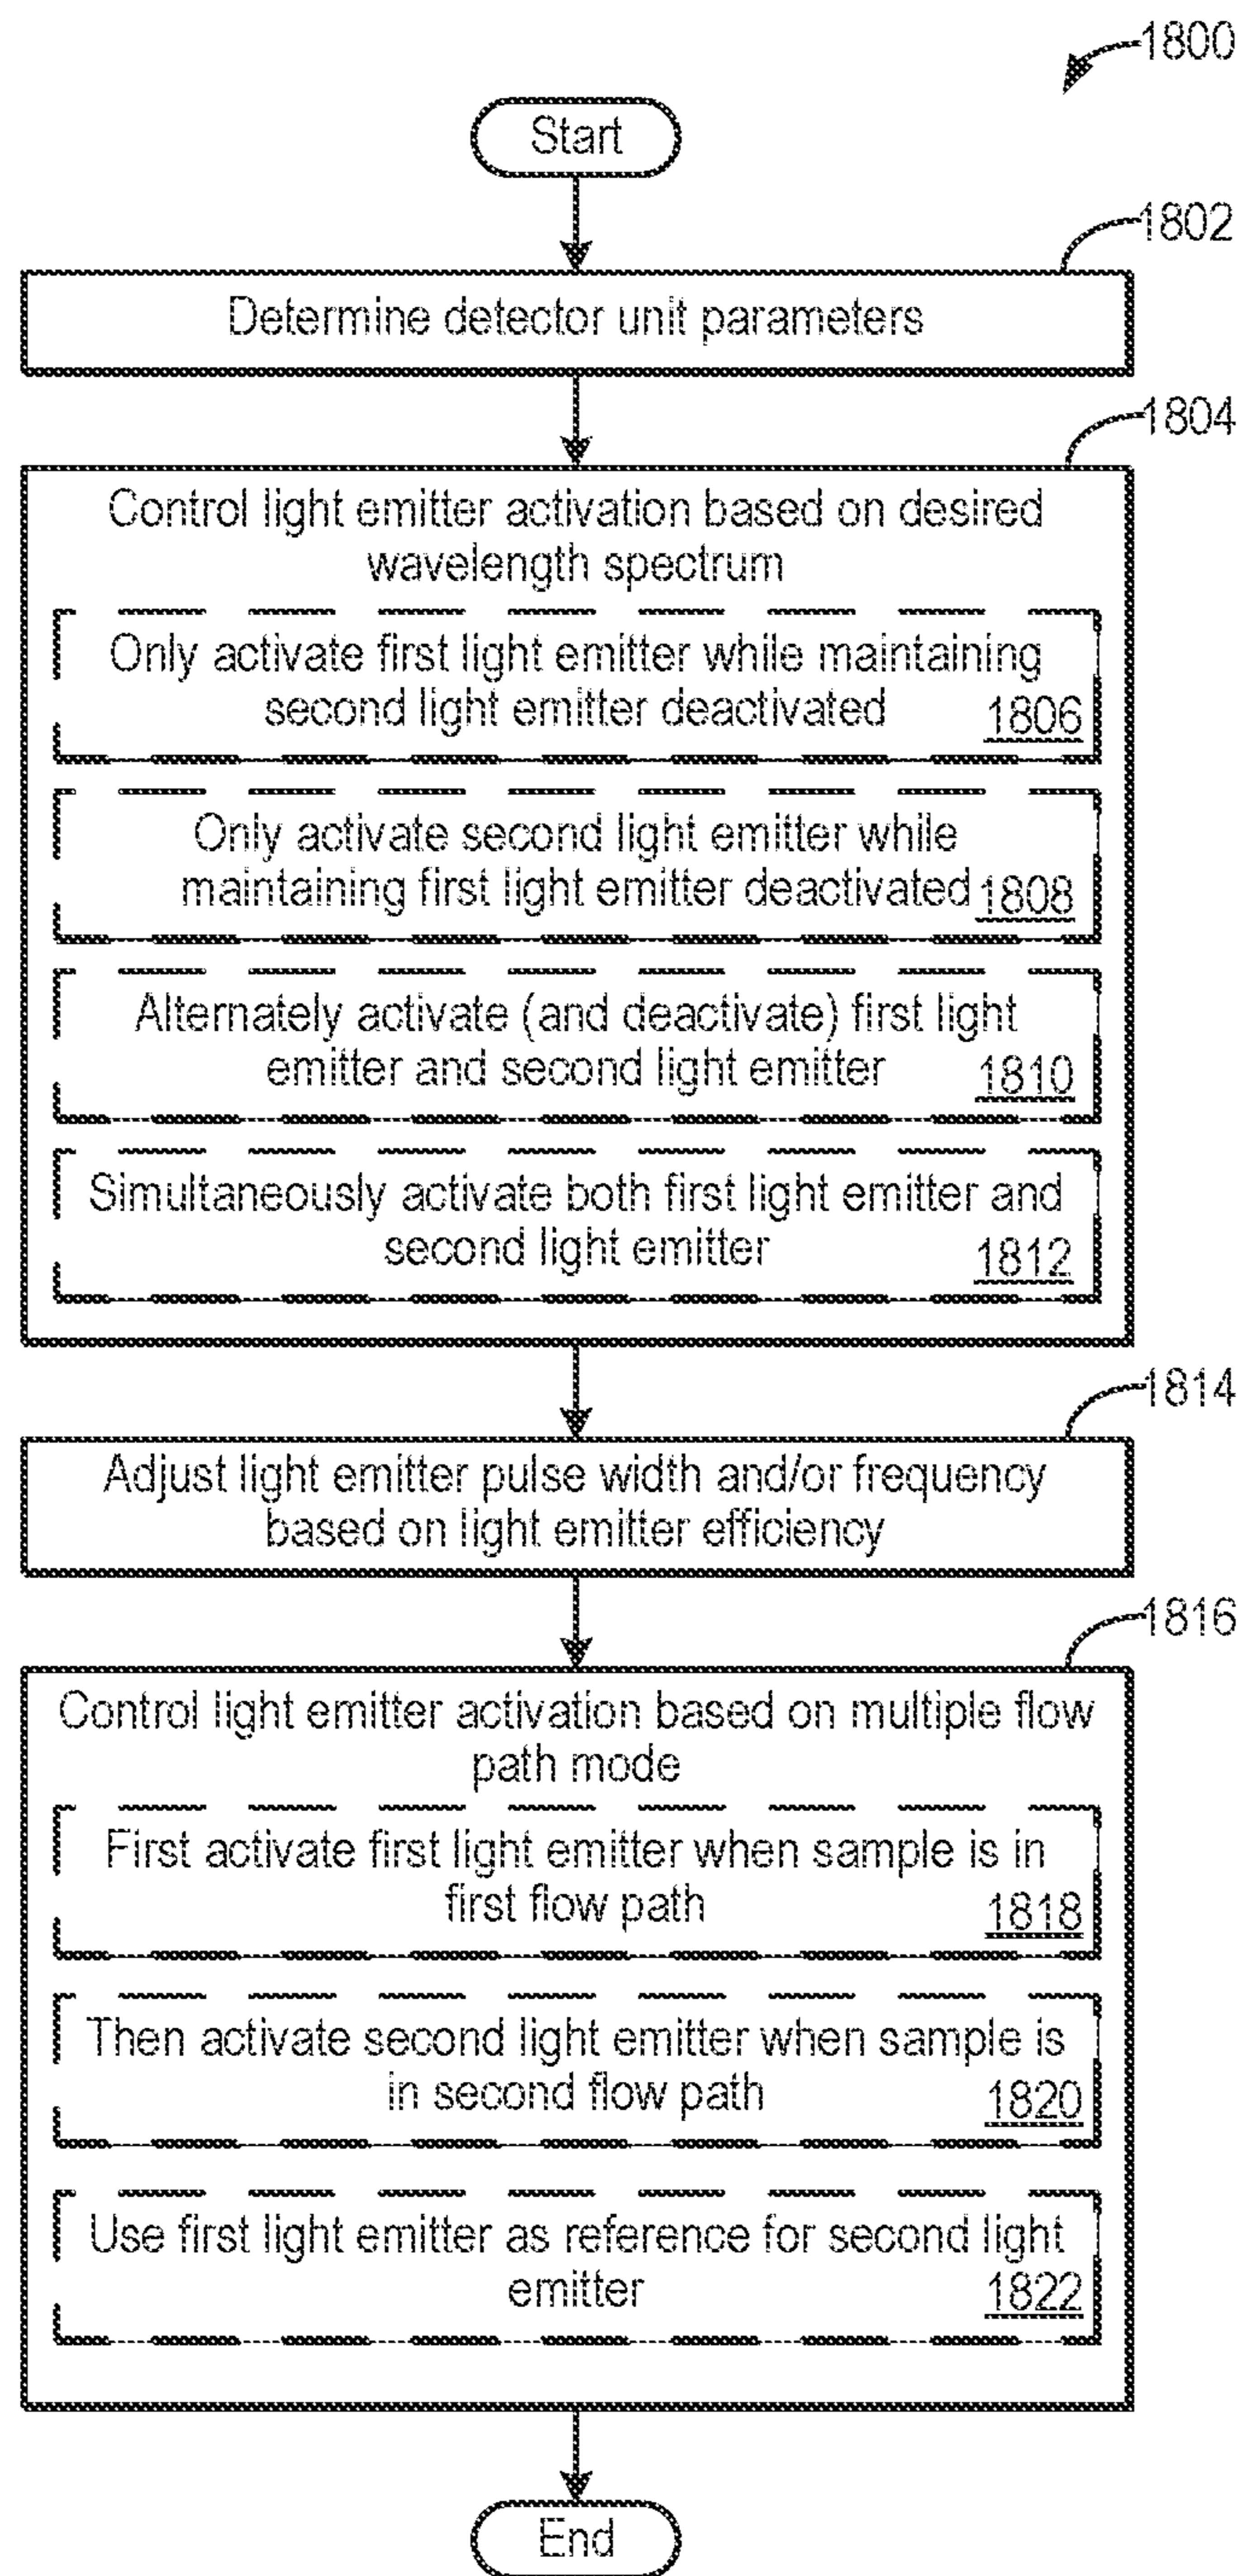 1800
Start
1802
Determine detector unit parameters
1804
Control light emitter activation based on desired
wavelength spectrum
Only activate first light emitter while maintaining
second light emitter deactivated 1806
Only activate second light emitter while
maintaining first light emitter deactivated 1808
Alternately activate (and deactivate) first light
emitter and second light emitter 1810
Simultaneously activate both first light emitter and
second light emitter 1812
1814
Adjust light emitter pulse width and/or frequency
based on light emitter efficiency
1816
Control light emitter activation based on multiple flow
path mode
First activate first light emitter when sample is in
first flow path 1818
Then activate second light emitter when sample is
in second flow path 1820
Use first light emitter as reference for second light
emitter 1822
End